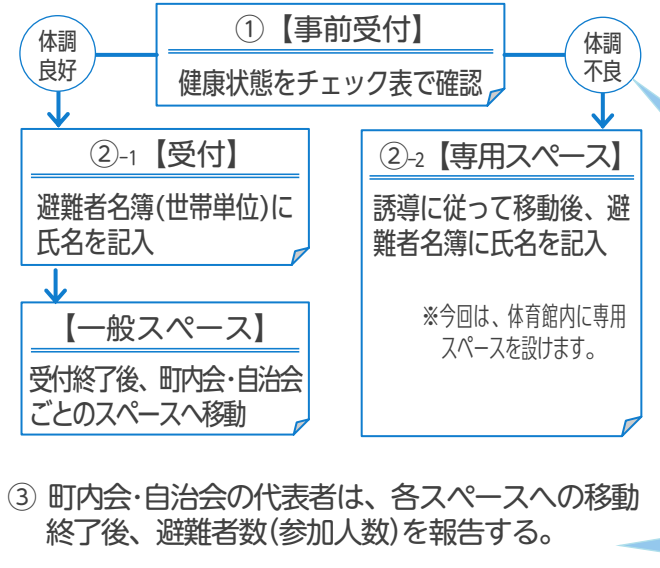 ①【事前受付】
健康状態をチェック表で確認
体調
良好
体調
不良
②-1【受付】
避難者名簿(世帯単位)に
氏名を記入
【一般スペース】
受付終了後、町内会・自治会
ごとのスペースへ移動
②-2【専用スペース】
誘導に従って移動後、避
難者名簿に氏名を記入
※今回は、体育館内に専用
スペースを設けます。
③ 町内会・自治会の代表者は、各スペースへの移動
終了後、避難者数(参加人数)を報告する。